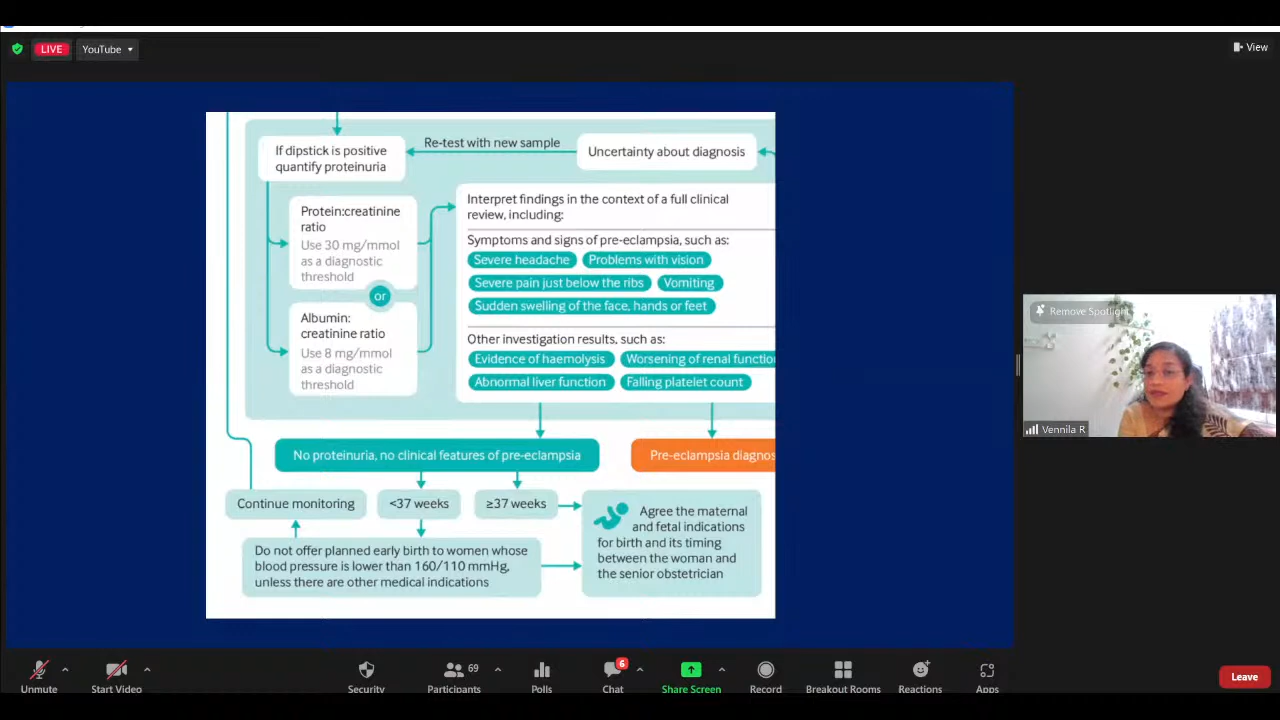 LIVE
YouTube
View
If dipstick is positive
quantify proteinuria
Re-test with new sample
Uncertainty about diagnosis
Protein:creatinine
ratio
Use 30 mg/mmol
as a diagnostic
threshold
or
Albumin:
creatinine ratio
Use 8 mg/mmol
as a diagnostic
threshold
Interpret findings in the context of a full clinical
review, including:
Symptoms and signs of pre-eclampsia, such as:
Severe headache
Problems with vision
Severe pain just below the ribs
Vomiting
Sudden swelling of the face, hands or feet
Other investigation results, such as:
Evidence of haemolysis
Worsening of renal functio
Abnormal liver function
Falling platelet count
No proteinuria, no clinical features of pre-eclampsia
Pre-eclampsia diagnos
Continue monitoring
<37 weeks
≥37 weeks
Do not offer planned early birth to women whose
blood pressure is lower than 160/110 mmHg,
unless there are other medical indications
Agree the maternal
and fetal indications
for birth and its timing
between the woman and
the senior obstetrician
Remove Spotlight
Vennila R
Unmute
Start Video
Security
69
Participants
Polls
6
Chat
Share Screen
Record
Breakout Rooms
Reactions
Apps
Leave